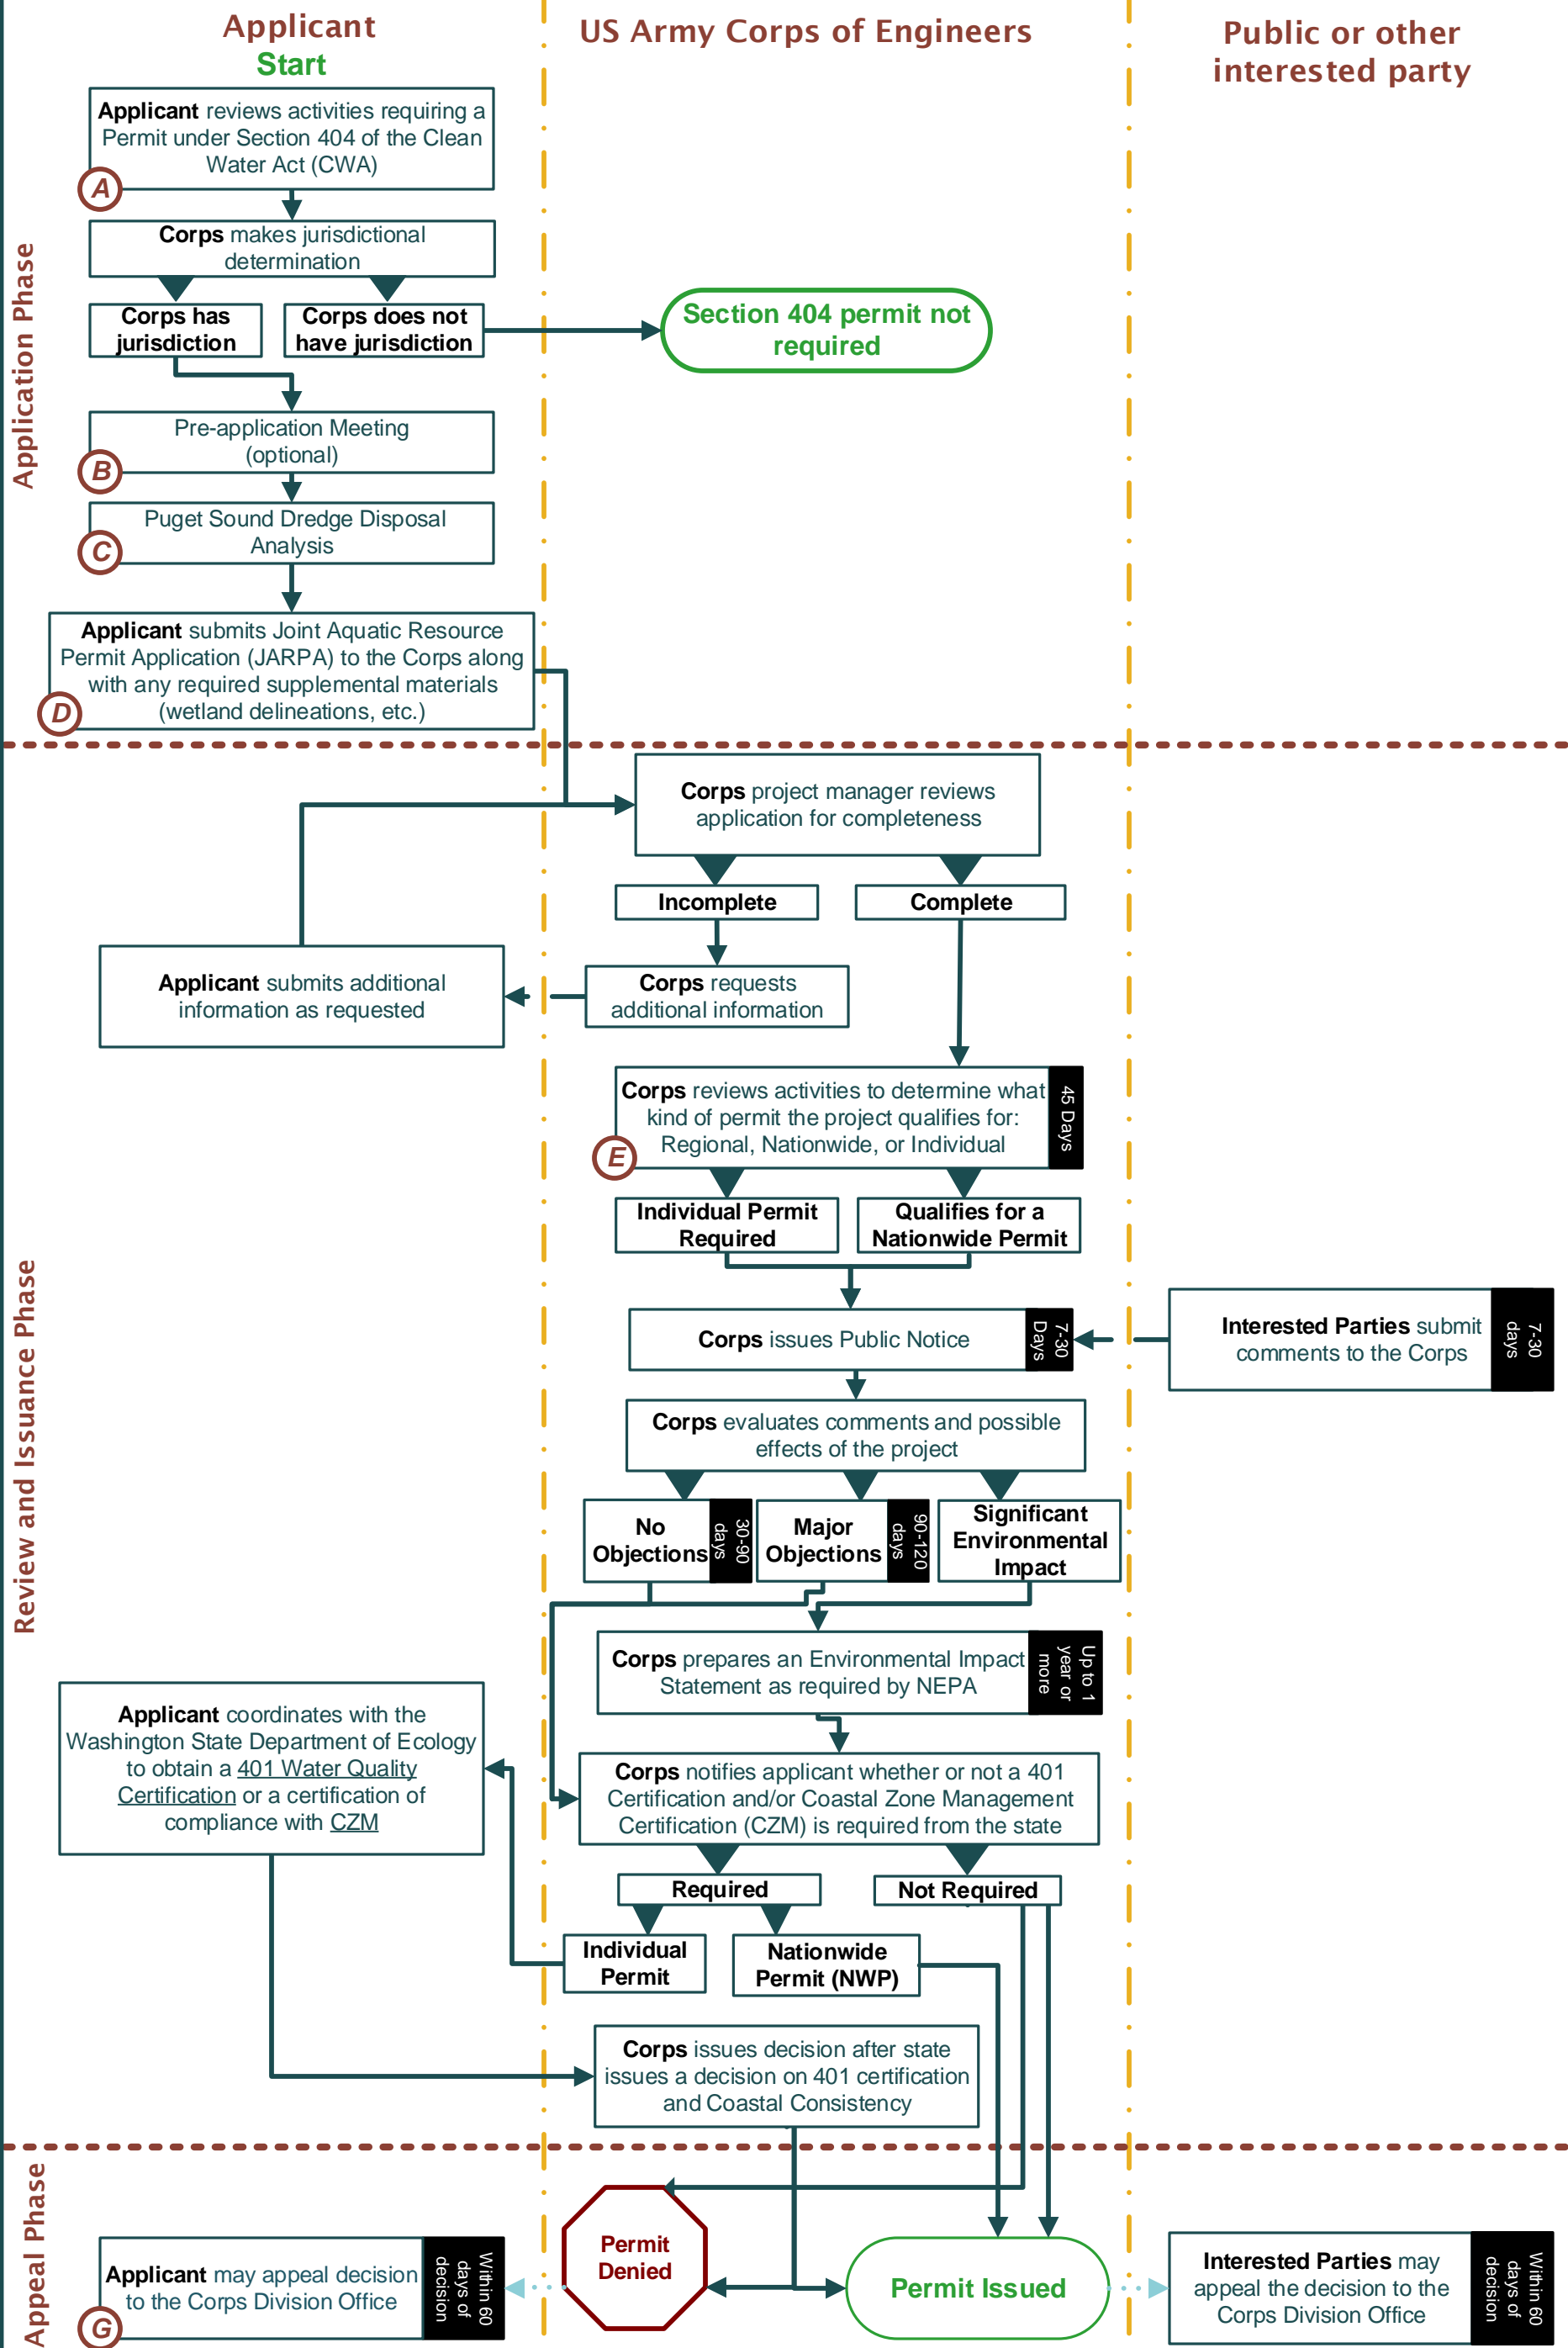 Applicant
Start
US Army Corps of Engineers
Public or other
interested party
Application Phase
Applicant reviews activities requiring a
Permit under Section 404 of the Clean
Water Act (CWA)
A
Corps makes jurisdictional
determination
Corps has
jurisdiction
Corps does not
have jurisdiction
Section 404 permit not
required
Pre-application Meeting
(optional)
B
Puget Sound Dredge Disposal
Analysis
C
Applicant submits Joint Aquatic Resource
Permit Application (JARPA) to the Corps along
with any required supplemental materials
(wetland delineations, etc.)
D
Review and Issuance Phase
Corps project manager reviews
application for completeness
Incomplete
Complete
Applicant submits additional
information as requested
Corps requests
additional information
Corps reviews activities to determine what
kind of permit the project qualifies for:
Regional, Nationwide, or Individual
45 Days
E
Individual Permit
Required
Qualifies for a
Nationwide Permit
Corps issues Public Notice
7-30
Days
Interested Parties submit
comments to the Corps
7-30
days
Corps evaluates comments and possible
effects of the project
No
Objections
30-90
days
Major
Objections
90-120
days
Significant
Environmental
Impact
Corps prepares an Environmental Impact
Statement as required by NEPA
Up to 1
year or
more
Applicant coordinates with the
Washington State Department of Ecology
to obtain a 401 Water Quality
Certification or a certification of
compliance with CZM
Corps notifies applicant whether or not a 401
Certification and/or Coastal Zone Management
Certification (CZM) is required from the state
Required
Not Required
Individual
Permit
Nationwide
Permit (NWP)
Corps issues decision after state
issues a decision on 401 certification
and Coastal Consistency
Appeal Phase
Applicant may appeal decision
to the Corps Division Office
Within 60
days of
decision
G
Permit
Denied
Permit Issued
Interested Parties may
appeal the decision to the
Corps Division Office
Within 60
days of
decision